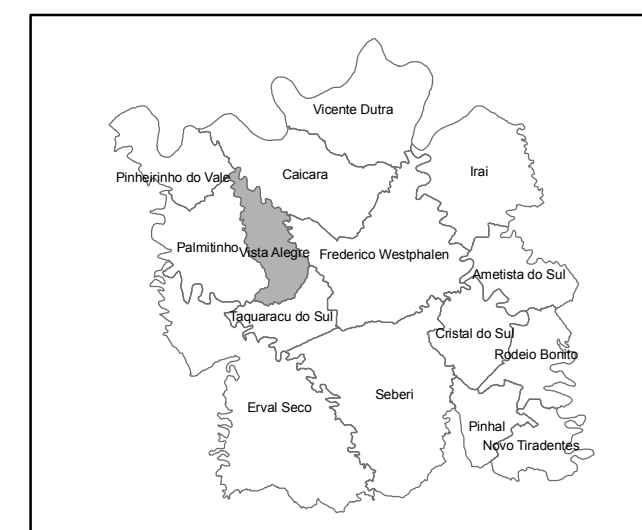 Vicente Dutra
Irai
Caicara
Pinheirinho do Vale
Palmitinho
Vista Alegre
Frederico Westphalen
Ametista do Sul
Taquaracu do Sul
Cristal do Sul
Rodeio Bonito
Seberi
Erval Seco
Pinhal
Novo Tiradentes